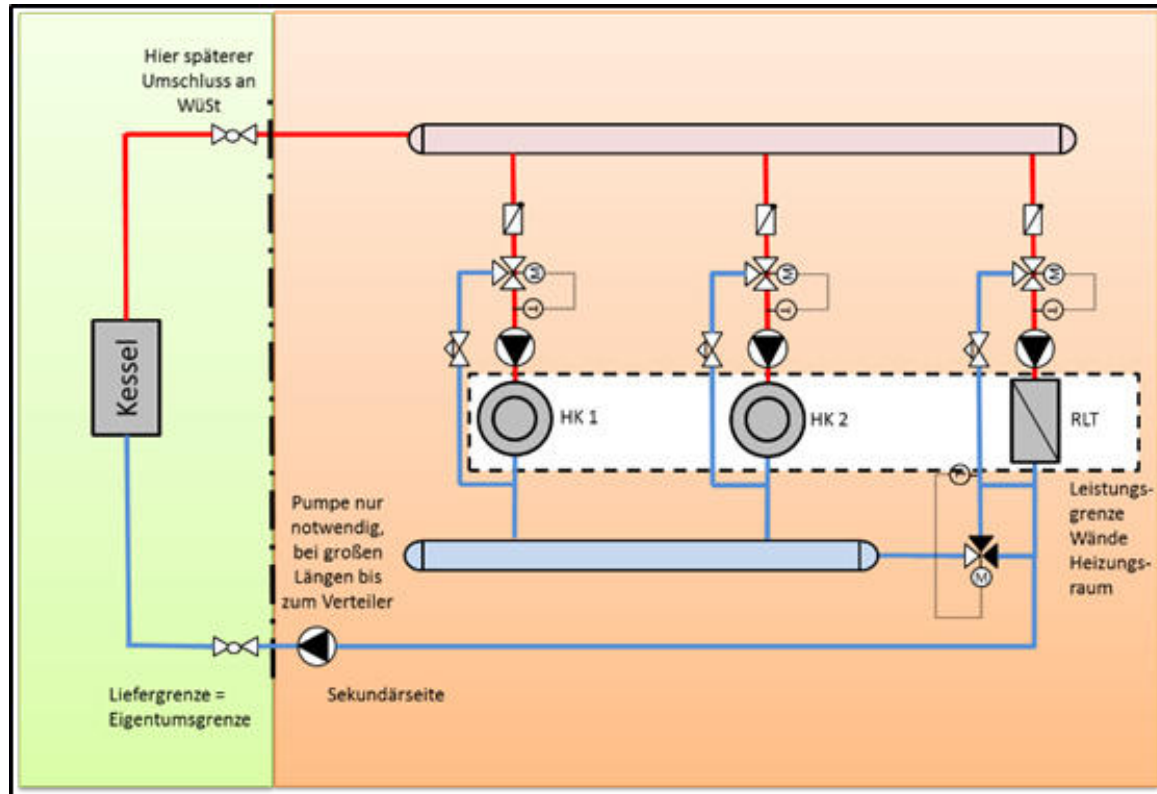 Hier späterer
Umschluss an
WüSt
M
M
M
T
T
T
Kessel
HK 1
HK 2
RLT
Pumpe nur
notwendig,
bei großen
Längen bis
zum Verteiler
Leistungs-
grenze
Wände
Heizungs-
raum
M
Liefergrenze =
Eigentumsgrenze
Sekundärseite